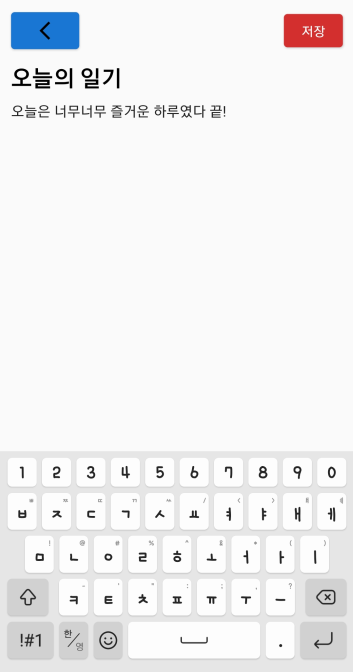 저장
오늘의 일기
오늘은 너무너무 즐거운 하루였다 끝!
1 2 3 4 5 6 7 8 9 0
ㅂ ㅈ ㄷ ㄱ ㅅ ㅛ ㅕ ㅑ ㅐ ㅔ
ㅁ ㄴ ㅇ ㄹ ㅎ ㅗ ㅓ ㅏ ㅣ
ㅋ ㅌ ㅊ ㅍ ㅠ ㅜ ㅡ
!#1 한/영 .